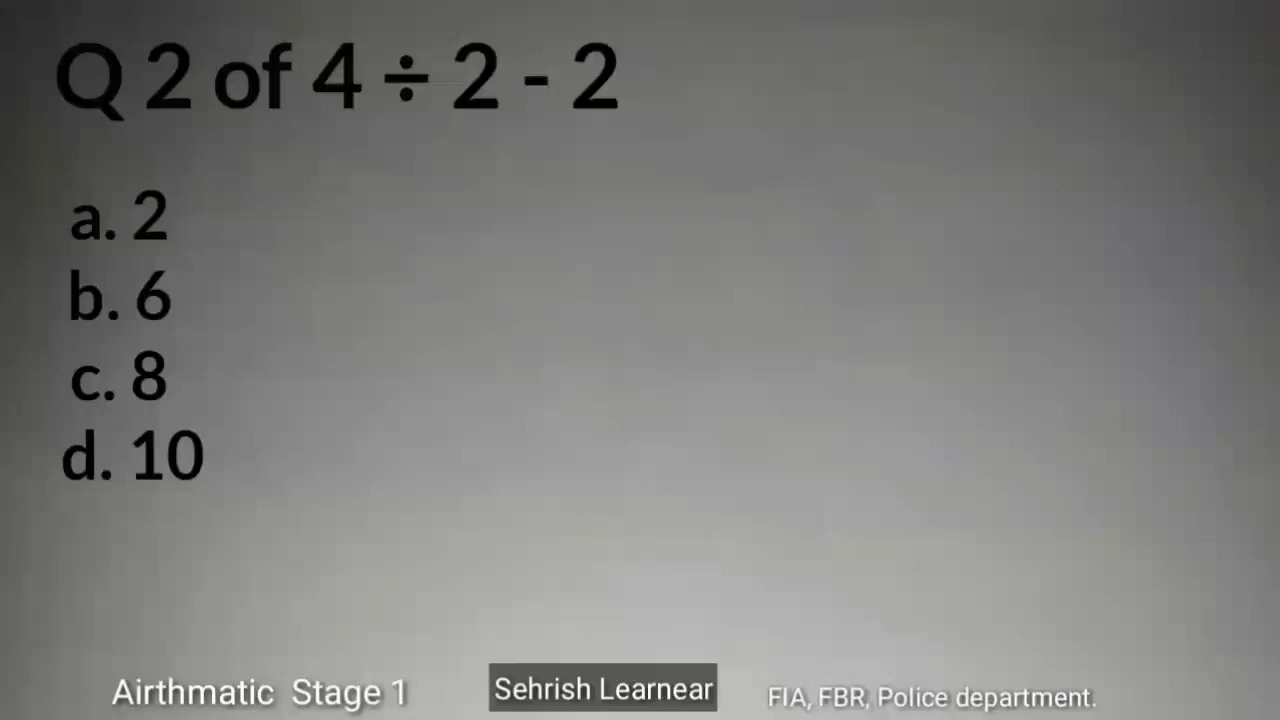 Q 2 of 4 ÷ 2 - 2
a. 2
b. 6
c. 8
d. 10
Airthmatic Stage 1
Sehrish Learnear
FIA, FBR, Police department.